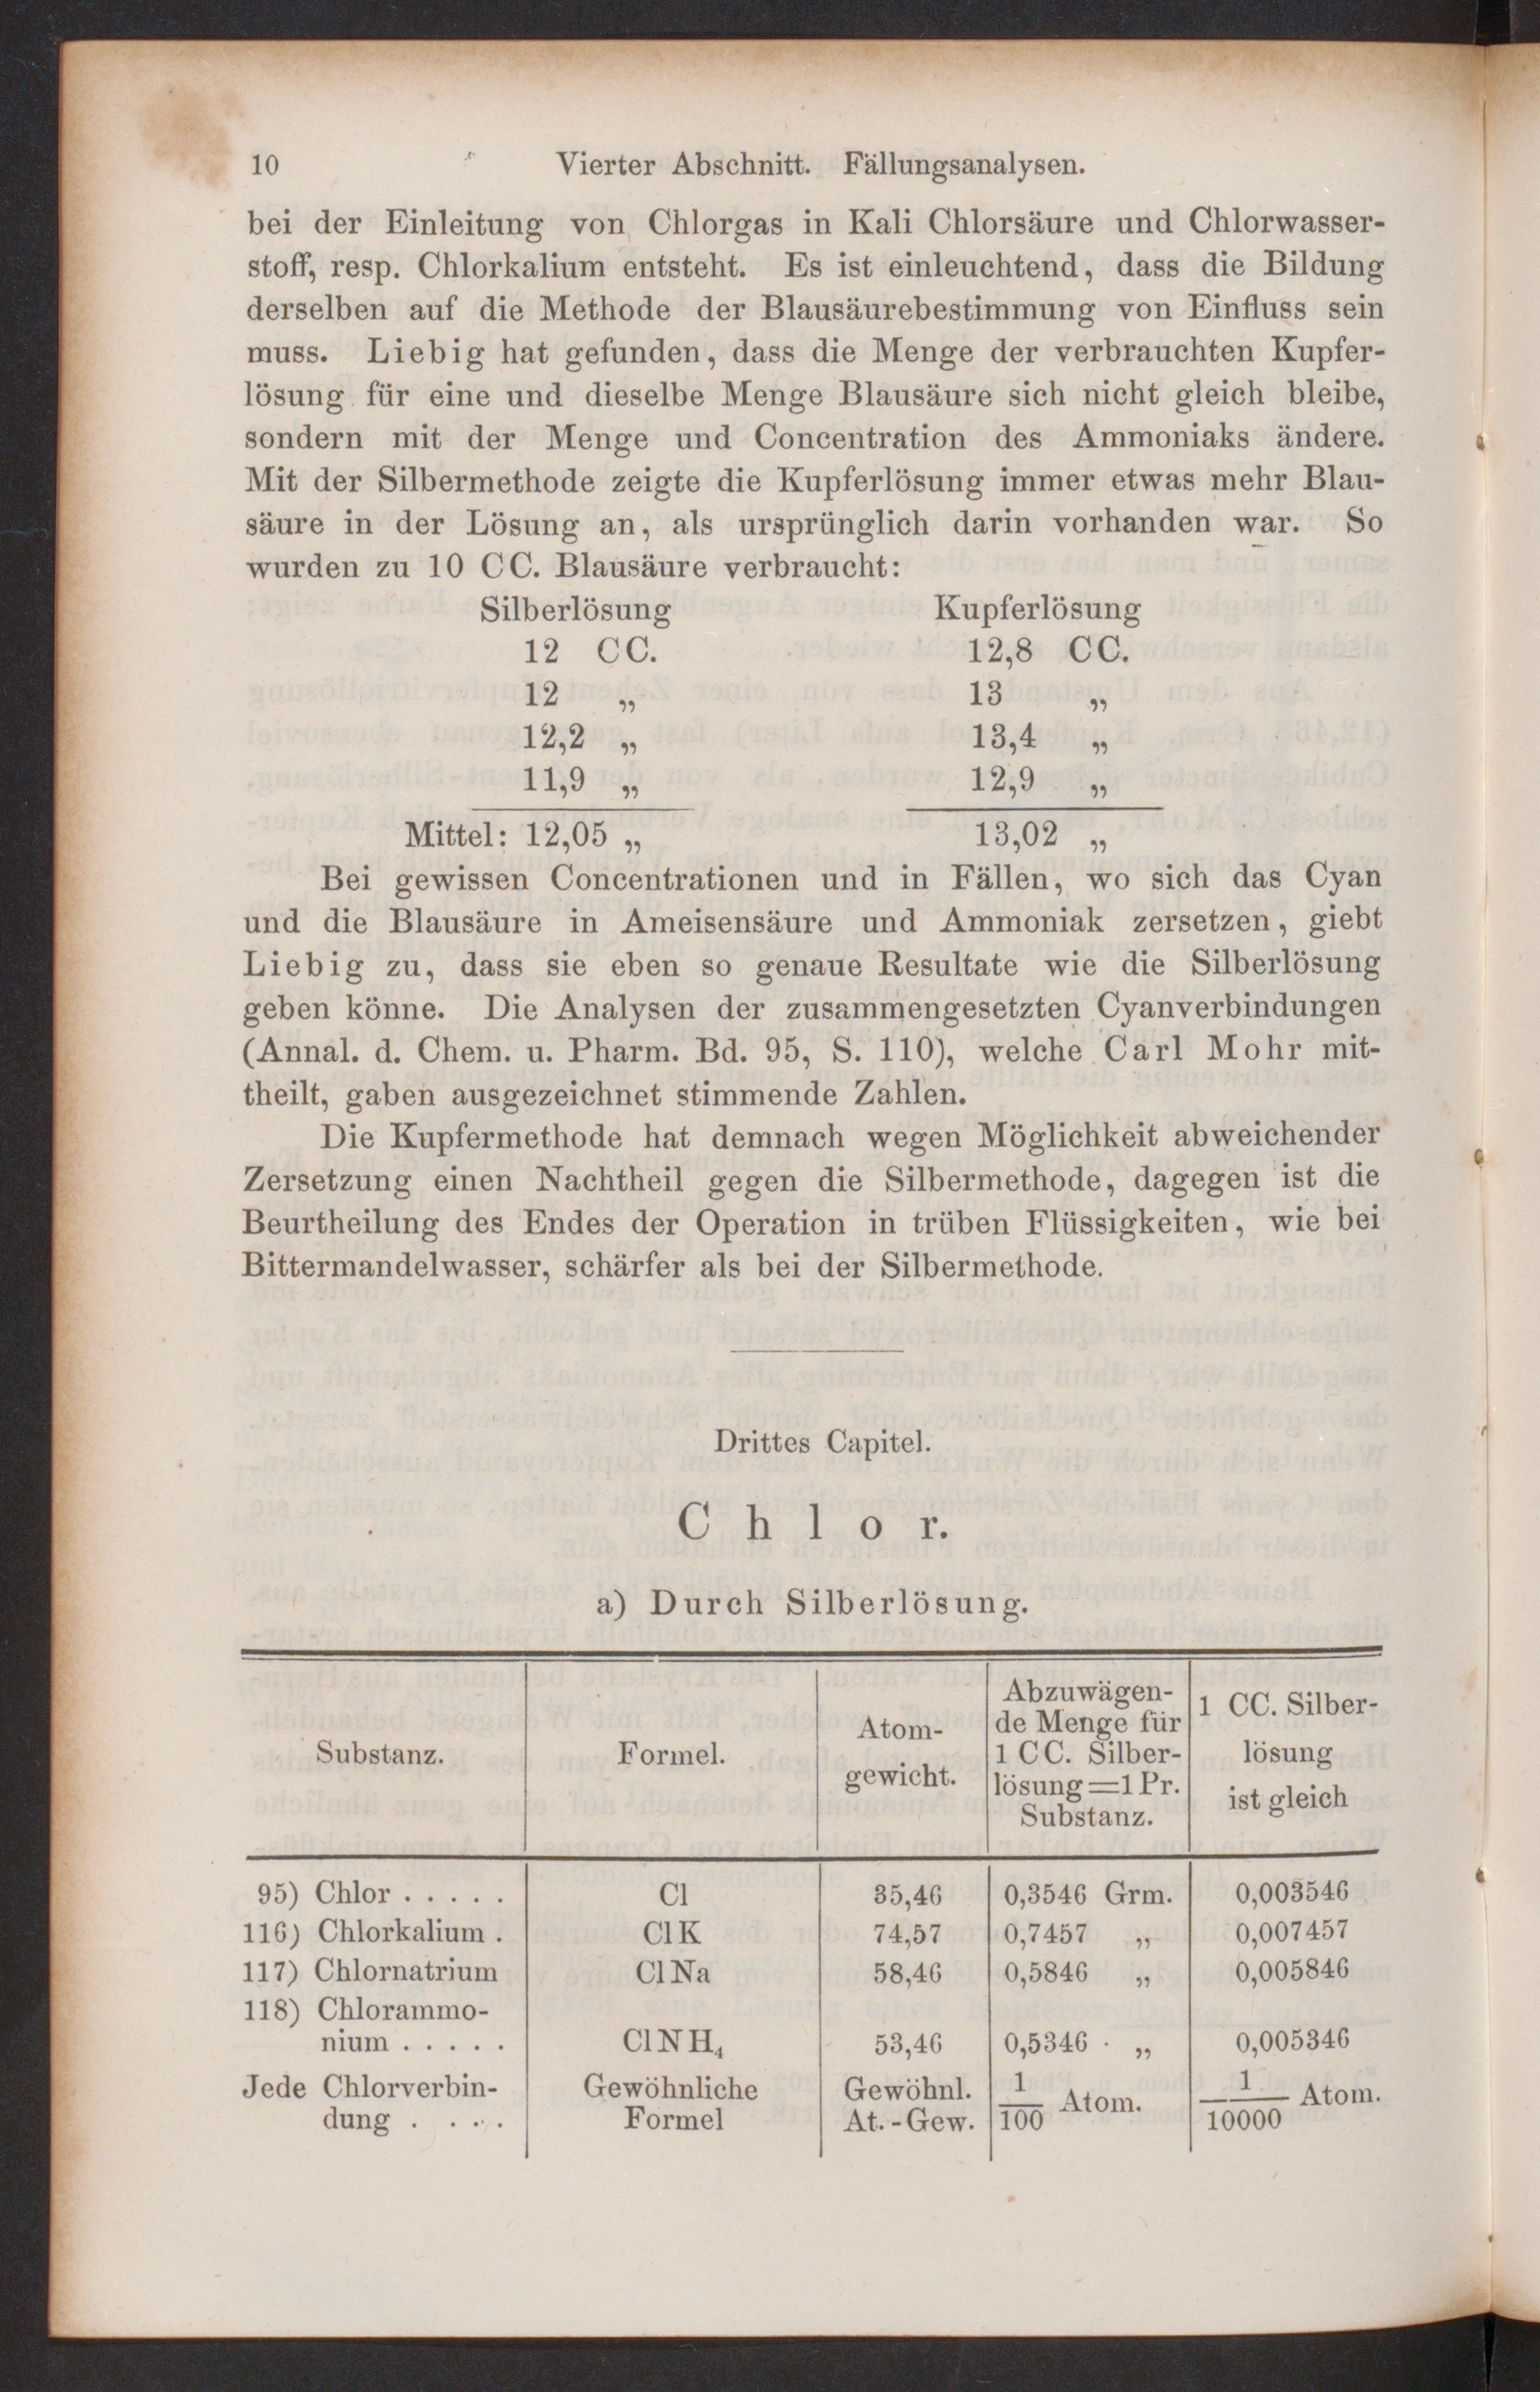 10 Vierter Abschnitt. Fällungsanalysen.
bei der Einleitung von Chlorgas in Kali Chlorsäure und Chlorwasser-
stoff, resp. Chlorkalium entsteht. Es ist einleuchtend, dass die Bildung
derselben auf die Methode der Blausäurebestimmung von Einfluss sein
muss. Liebig hat gefunden, dass die Menge der verbrauchten Kupfer-
lösung für eine und dieselbe Menge Blausäure sich nicht gleich bleibe,
sondern mit der Menge und Concentration des Ammoniaks ändere.
Mit der Silbermethode zeigte die Kupferlösung immer etwas mehr Blau-
säure in der Lösung an, als ursprünglich darin vorhanden war. So
wurden zu 10 CC. Blausäure verbraucht:
Silberlösung Kupferlösung
12 CC. 12,8 CC.
12 „ 13 „
12,2 „ 13,4 „
11,9 „ 12,9 „
Mittel: 12,05 „ 13,02 „
Bei gewissen Concentrationen und in Fällen, wo sich das Cyan
und die Blausäure in Ameisensäure und Ammoniak zersetzen, giebt
Liebig zu, dass sie eben so genaue Resultate wie die Silberlösung
geben könne. Die Analysen der zusammengesetzten Cyanverbindungen
(Annal. d. Chem. u. Pharm. Bd. 95, S. 110), welche Carl Mohr mit-
theilt, gaben ausgezeichnet stimmende Zahlen.
Die Kupfermethode hat demnach wegen Möglichkeit abweichender
Zersetzung einen Nachtheil gegen die Silbermethode, dagegen ist die
Beurtheilung des Endes der Operation in trüben Flüssigkeiten, wie bei
Bittermandelwasser, schärfer als bei der Silbermethode.
Drittes Capitel.
Chlor.
a) Durch Silberlösung.
Substanz.
Formel.
Atom-
gewicht.
Abzuwägen-
de Menge für
1 CC. Silber-
lösung = 1 Pr.
Substanz.
1 CC. Silber-
lösung
ist gleich
95) Chlor . . . . . Cl 35,46 0,3546 Grm. 0,003546
116) Chlorkalium . ClK 74,57 0,7457 „ 0,007457
117) Chlornatrium ClNa 58,46 0,5846 „ 0,005846
118) Chlorammo-
nium . . . . . ClNH₄ 53,46 0,5346 „ 0,005346
Jede Chlorverbin- Gewöhnliche Gewöhnl. 1/100 Atom. 1/10000 Atom.
dung . . . . Formel At.-Gew.